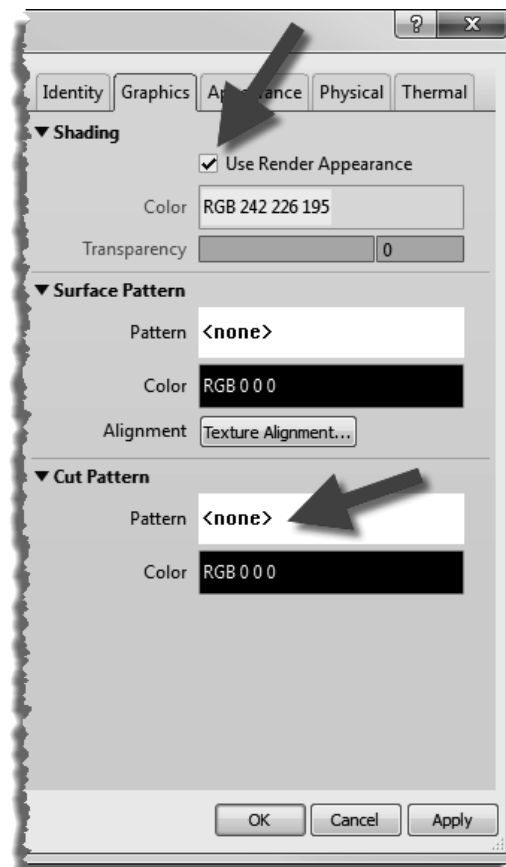 ?
Identity Graphics Appearance Physical Thermal
Shading
Use Render Appearance
Color RGB 242 226 195
Transparency 0
Surface Pattern
Pattern <none>
Color RGB 0 0 0
Alignment Texture Alignment...
Cut Pattern
Pattern <none>
Color RGB 0 0 0
OK Cancel Apply